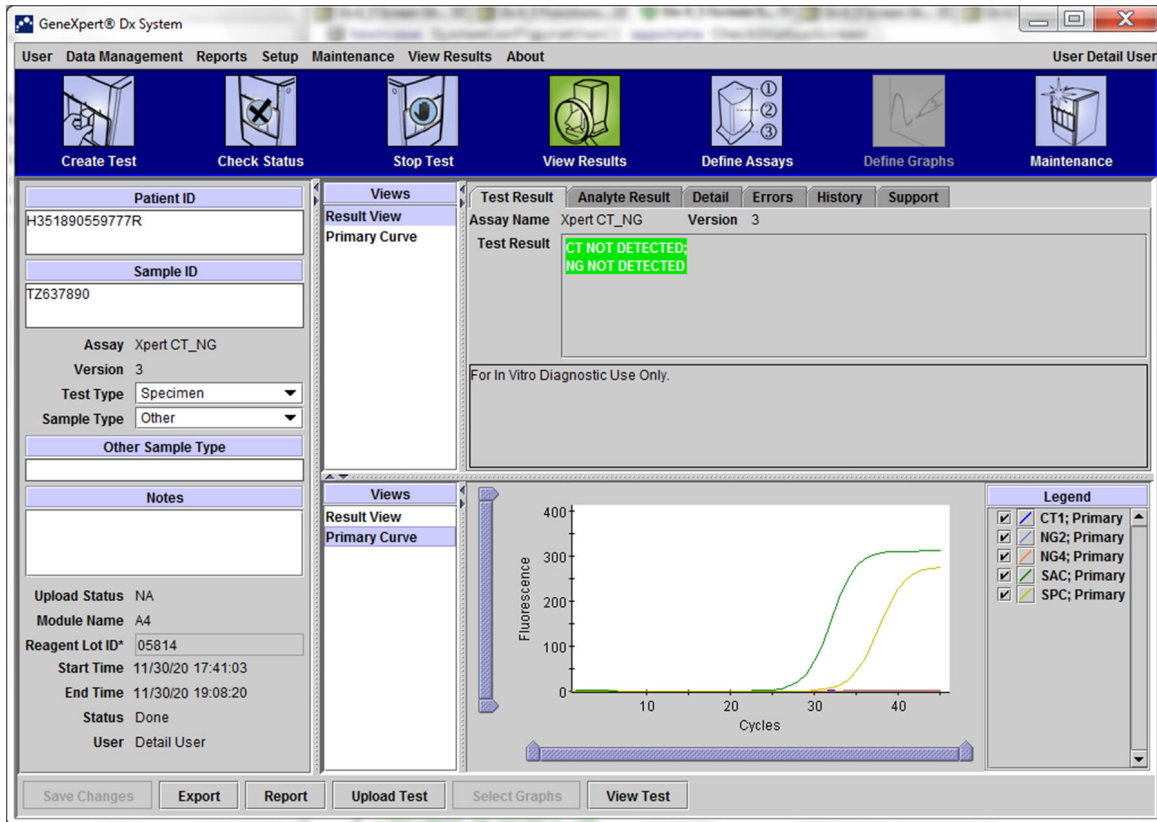 GeneXpert® Dx System
User Data Management Reports Setup Maintenance View Results About User Detail User
Create Test Check Status Stop Test View Results Define Assays Define Graphs Maintenance
① ② ③
Patient ID
H351890559777R
Sample ID
TZ637890
Assay Xpert CT_NG
Version 3
Test Type Specimen
Sample Type Other
Other Sample Type
Notes
Upload Status NA
Module Name A4
Reagent Lot ID* 05814
Start Time 11/30/20 17:41:03
End Time 11/30/20 19:08:20
Status Done
User Detail User
Views
Result View
Primary Curve
Test Result Analyte Result Detail Errors History Support
Assay Name Xpert CT_NG Version 3
Test Result CT NOT DETECTED;
NG NOT DETECTED
For In Vitro Diagnostic Use Only.
Views
Result View
Primary Curve
Fluorescence
400
300
200
100
0
10 20 30 40
Cycles
Legend
CT1; Primary
NG2; Primary
NG4; Primary
SAC; Primary
SPC; Primary
Save Changes Export Report Upload Test Select Graphs View Test